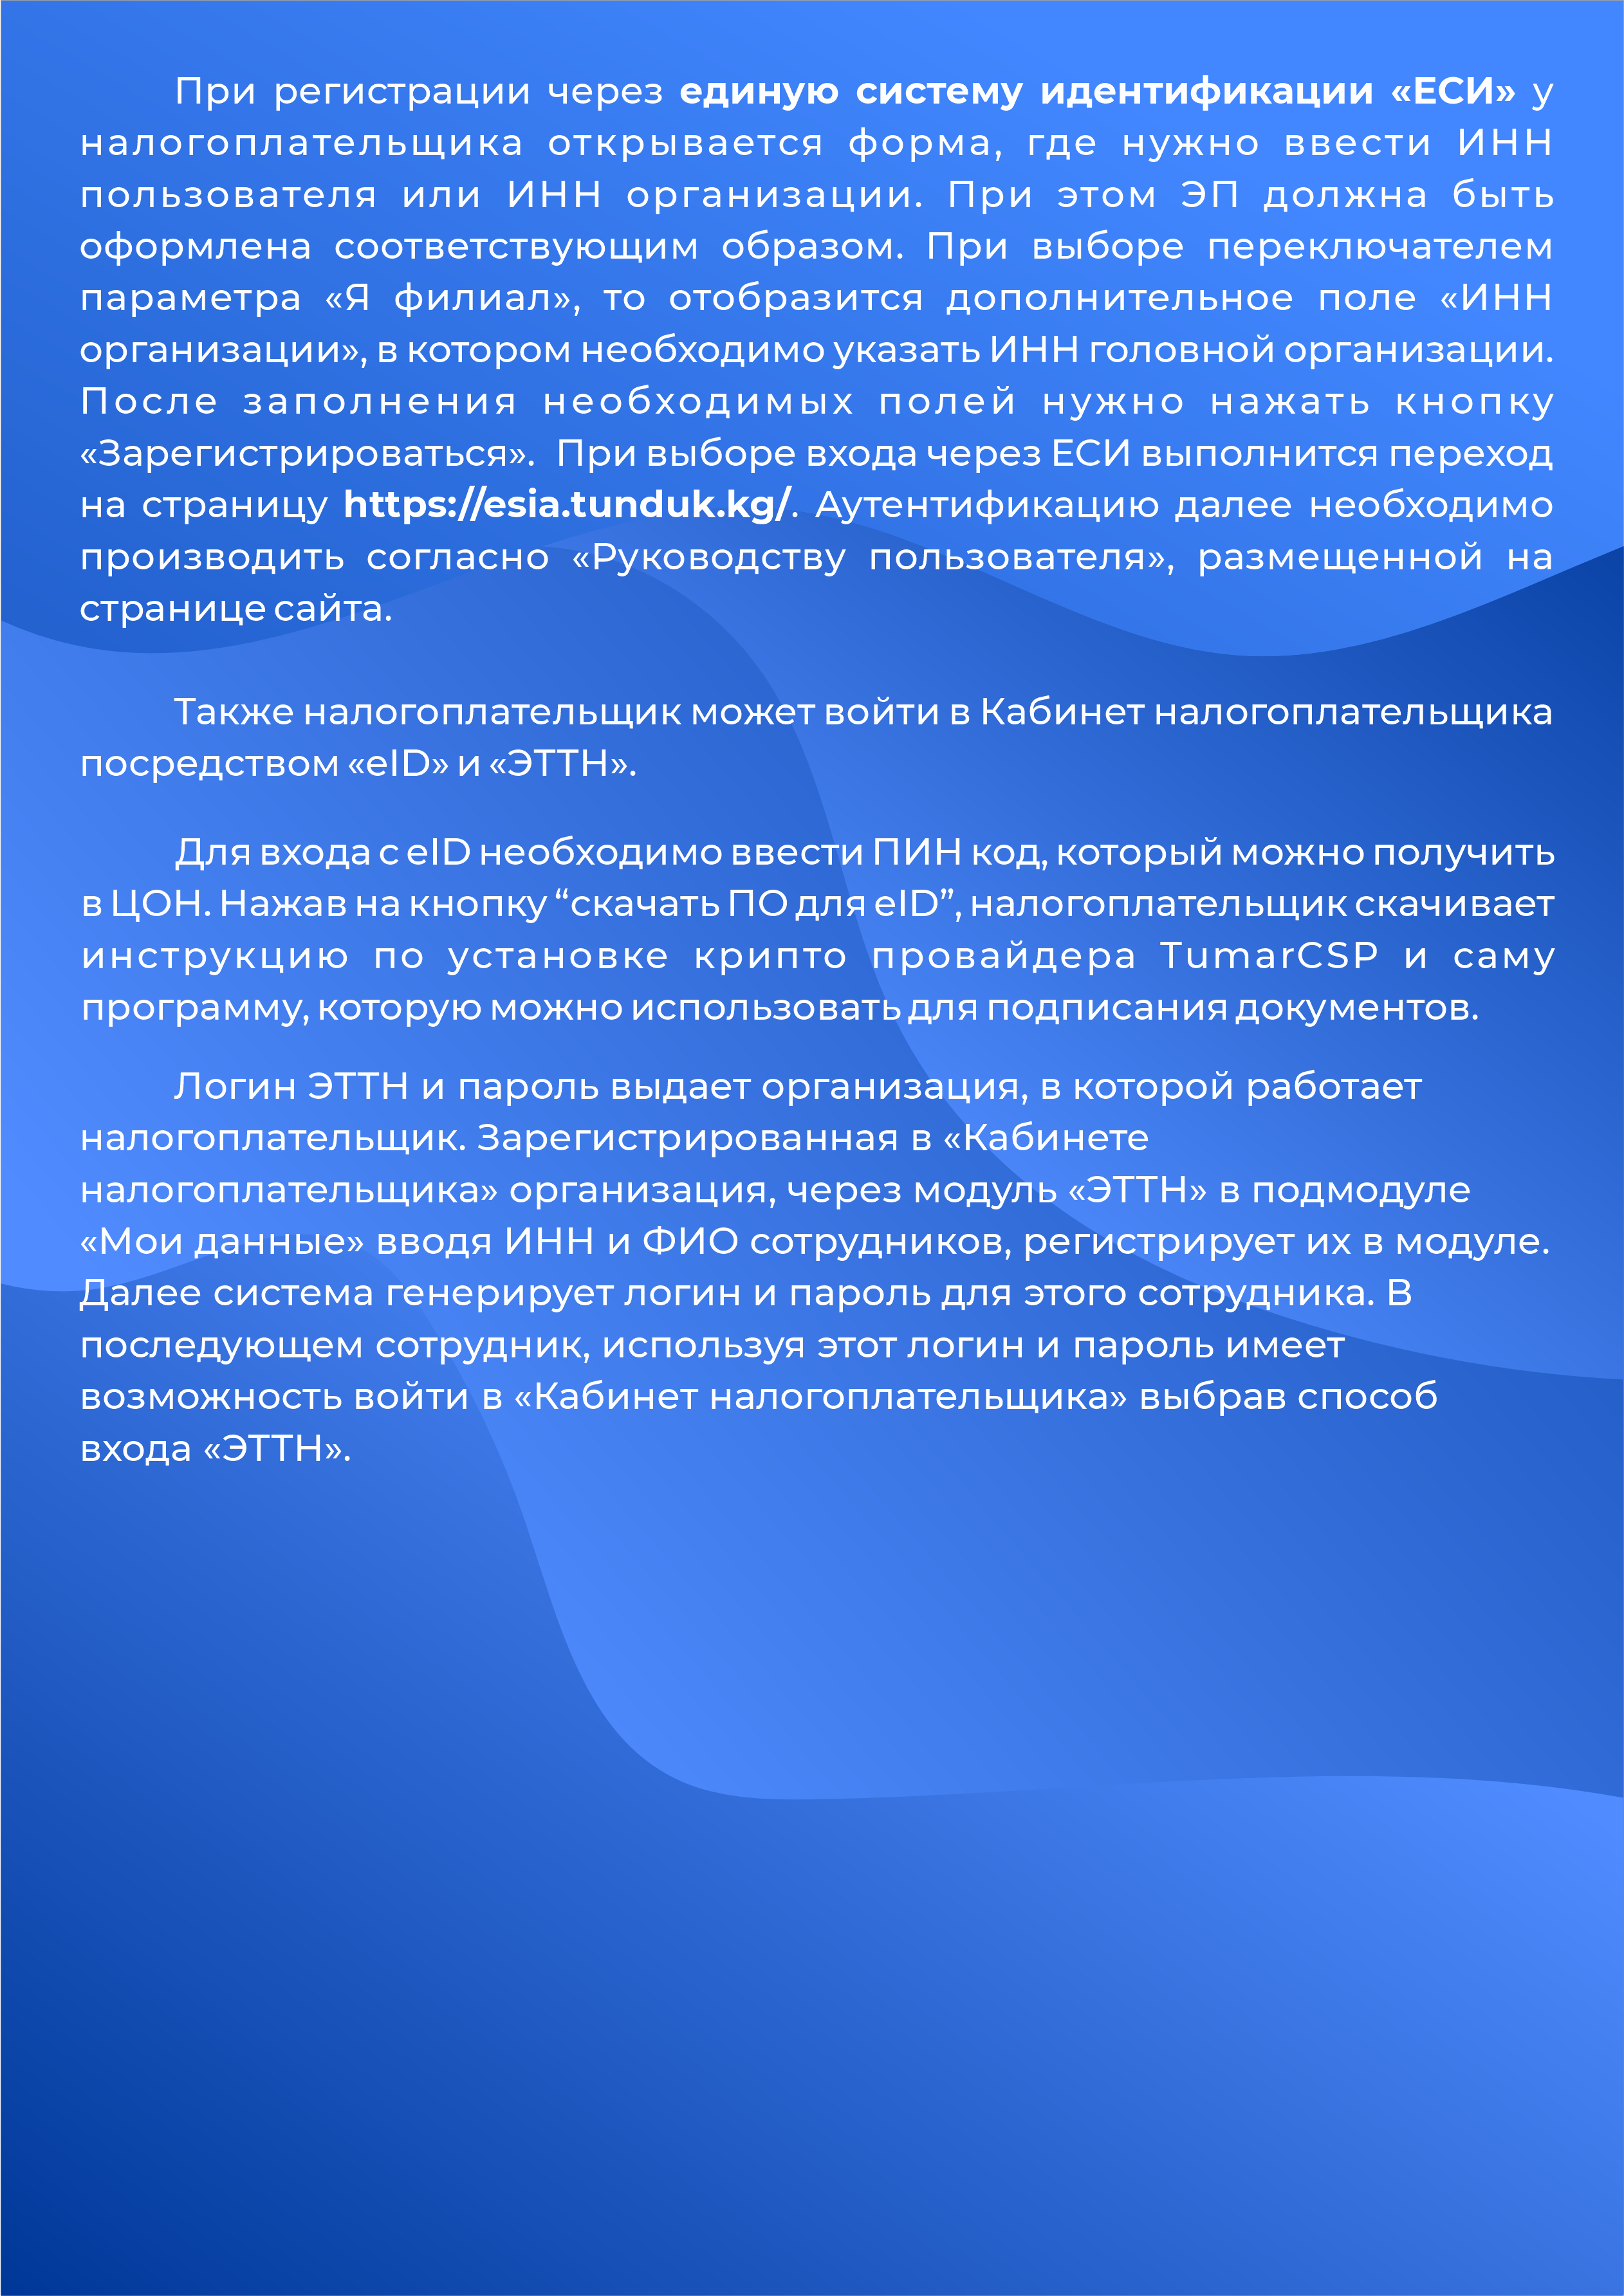 При регистрации через единую систему идентификации «ЕСИ» у
налогоплательщика открывается форма, где нужно ввести ИНН
пользователя или ИНН организации. При этом ЭП должна быть
оформлена соответствующим образом. При выборе переключателем
параметра «Я филиал», то отобразится дополнительное поле «ИНН
организации», в котором необходимо указать ИНН головной организации.
После заполнения необходимых полей нужно нажать кнопку
«Зарегистрироваться». При выборе входа через ЕСИ выполнится переход
на страницу https://esia.tunduk.kg/. Аутентификацию далее необходимо
производить согласно «Руководству пользователя», размещенной на
странице сайта.
Также налогоплательщик может войти в Кабинет налогоплательщика
посредством «eID» и «ЭТТН».
Для входа с eID необходимо ввести ПИН код, который можно получить
в ЦОН. Нажав на кнопку “скачать ПО для eID”, налогоплательщик скачивает
инструкцию по установке крипто провайдера TumarCSP и саму
программу, которую можно использовать для подписания документов.
Логин ЭТТН и пароль выдает организация, в которой работает
налогоплательщик. Зарегистрированная в «Кабинете
налогоплательщика» организация, через модуль «ЭТТН» в подмодуле
«Мои данные» вводя ИНН и ФИО сотрудников, регистрирует их в модуле.
Далее система генерирует логин и пароль для этого сотрудника. В
последующем сотрудник, используя этот логин и пароль имеет
возможность войти в «Кабинет налогоплательщика» выбрав способ
входа «ЭТТН».